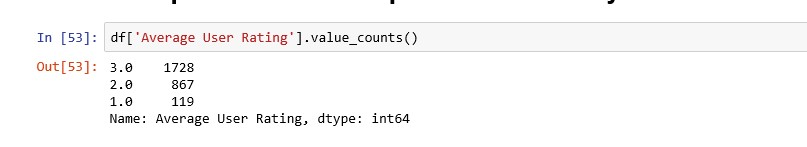 In [53]: df['Average User Rating'].value_counts()
Out[53]: 3.0    1728
2.0     867
1.0     119
Name: Average User Rating, dtype: int64